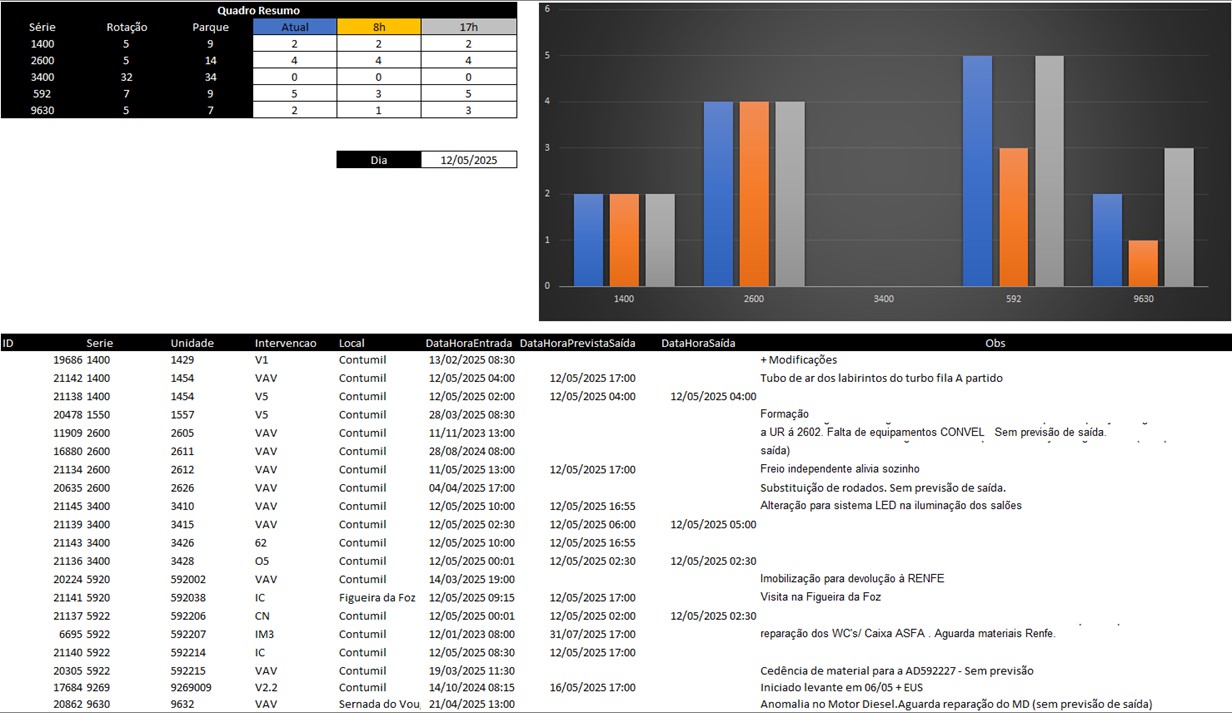 Quadro Resumo
Série Rotação Parque Atual 8h 17h
1400 5 9 2 2 2
2600 5 14 4 4 4
3400 32 34 0 0 0
592 7 9 5 3 5
9630 5 7 2 1 3
Dia 12/05/2025
6
5
4
3
2
1
0
1400 2600 3400 592 9630
ID Serie Unidade Intervencao Local DataHoraEntrada DataHoraPrevistaSaída DataHoraSaída Obs
19686 1400 1429 V1 Contumil 13/02/2025 08:30 + Modificações
21142 1400 1454 VAV Contumil 12/05/2025 04:00 12/05/2025 17:00 Tubo de ar dos labirintos do turbo fila A partido
21138 1400 1454 V5 Contumil 12/05/2025 02:00 12/05/2025 04:00 12/05/2025 04:00
20478 1550 1557 V5 Contumil 28/03/2025 08:30 Formação
11909 2600 2605 VAV Contumil 11/11/2023 13:00 a UR á 2602. Falta de equipamentos CONVEL Sem previsão de saída.
16880 2600 2611 VAV Contumil 28/08/2024 08:00 saída)
21134 2600 2612 VAV Contumil 11/05/2025 13:00 12/05/2025 17:00 Freio independente alivia sozinho
20635 2600 2626 VAV Contumil 04/04/2025 17:00 Substituição de rodados. Sem previsão de saída.
21145 3400 3410 VAV Contumil 12/05/2025 10:00 12/05/2025 16:55 Alteração para sistema LED na iluminação dos salões
21139 3400 3415 VAV Contumil 12/05/2025 02:30 12/05/2025 06:00 12/05/2025 05:00
21143 3400 3426 62 Contumil 12/05/2025 10:00 12/05/2025 16:55
21136 3400 3428 O5 Contumil 12/05/2025 00:01 12/05/2025 02:30 12/05/2025 02:30
20224 5920 592002 VAV Contumil 14/03/2025 19:00 Imobilização para devolução á RENFE
21141 5920 592038 IC Figueira da Foz 12/05/2025 09:15 12/05/2025 17:00 Visita na Figueira da Foz
21137 5922 592206 CN Contumil 12/05/2025 00:01 12/05/2025 02:00 12/05/2025 02:30
6695 5922 592207 IM3 Contumil 12/01/2023 08:00 31/07/2025 17:00 reparação dos WC's/ Caixa ASFA . Aguarda materiais Renfe.
21140 5922 592214 IC Contumil 12/05/2025 08:30 12/05/2025 17:00
20305 5922 592215 VAV Contumil 19/03/2025 11:30 Cedência de material para a AD592227 - Sem previsão
17684 9269 9269009 V2.2 Contumil 14/10/2024 08:15 16/05/2025 17:00 Iniciado levante em 06/05 + EUS
20862 9630 9632 VAV Sernada do Vou 21/04/2025 13:00 Anomalia no Motor Diesel.Aguarda reparação do MD (sem previsão de saída)